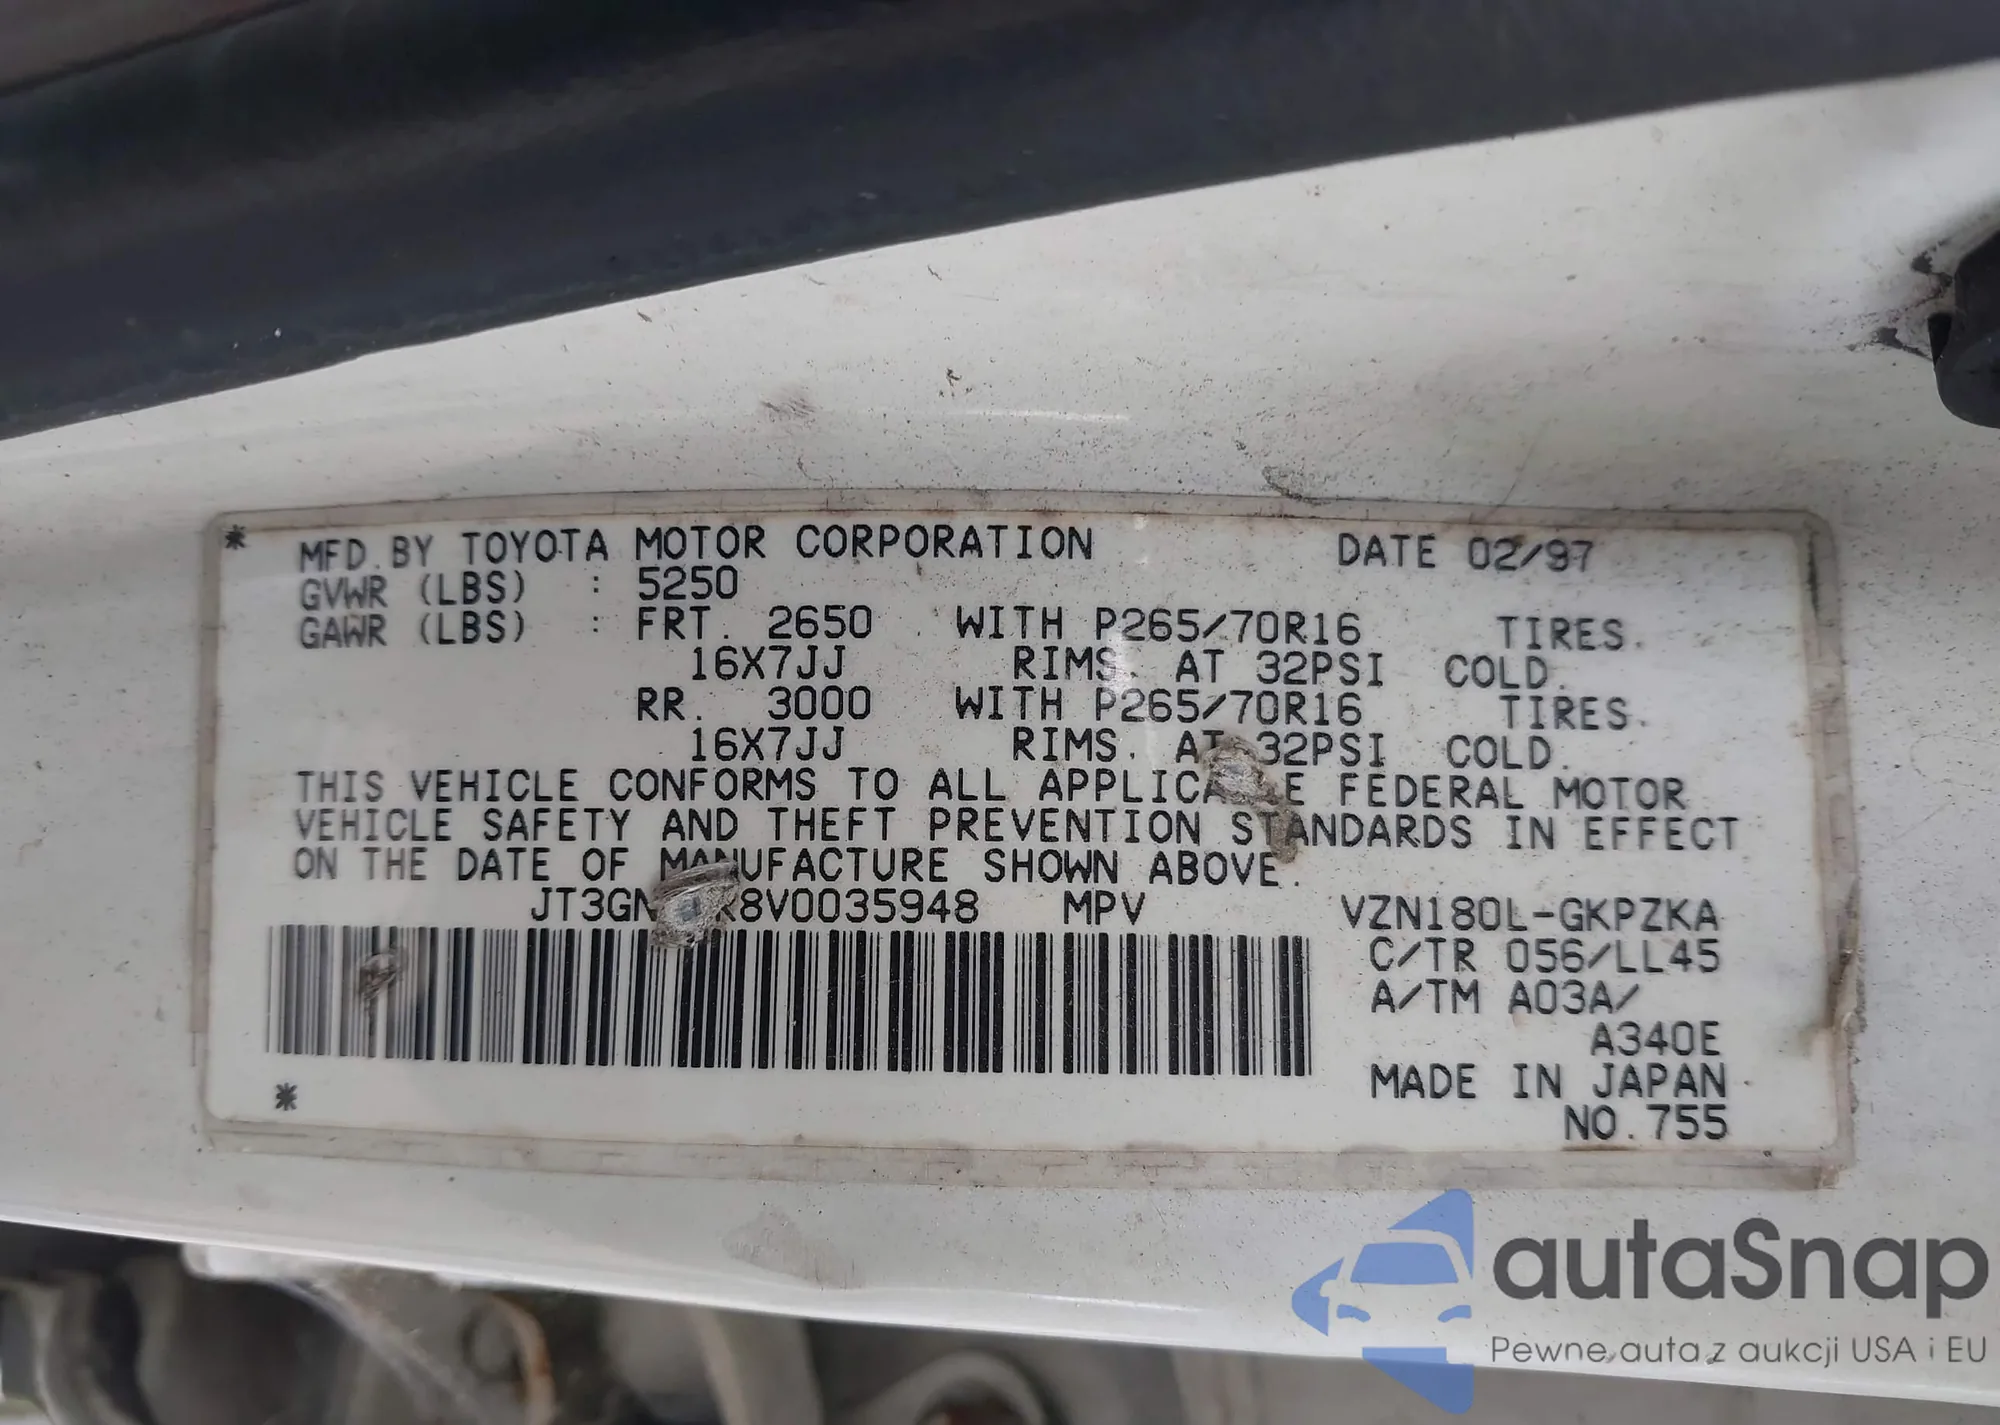 *
MFD.BY TOYOTA MOTOR CORPORATION DATE 02/97
GVWR (LBS) : 5250
GAWR (LBS) : FRT. 2650 WITH P265/70R16 TIRES.
16X7JJ RIMS. AT 32PSI COLD.
RR. 3000 WITH P265/70R16 TIRES.
16X7JJ RIMS. AT 32PSI COLD.
THIS VEHICLE CONFORMS TO ALL FEDERAL MOTOR
VEHICLE SAFETY AND THEFT PREVENTION STANDARDS IN EFFECT
ON THE DATE OF MANUFACTURE SHOWN ABOVE.
MPV VZN180L-GKPZKA
C/TR 056/LL45
A/TM A03A/
A340E
MADE IN JAPAN
*
NO.755
autaSnap
Pewne auta z aukcji USA i EU